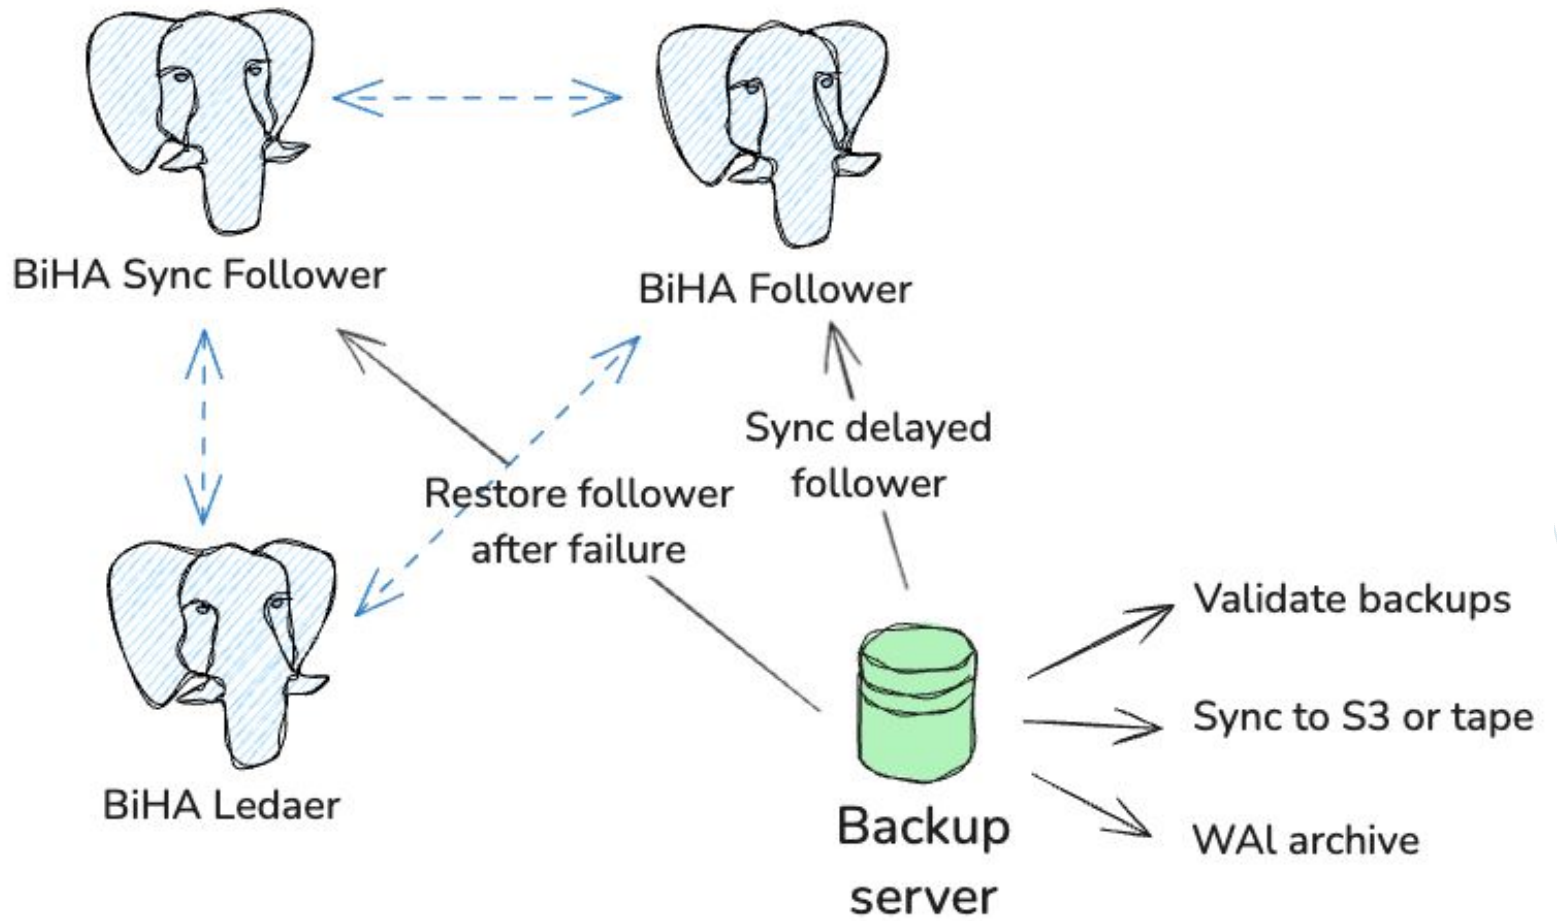 BiHA Sync Follower
BiHA Follower
Sync delayed
follower
Restore follower
after failure
Validate backups
Sync to S3 or tape
BiHA Ledaer
Backup
server
WAl archive